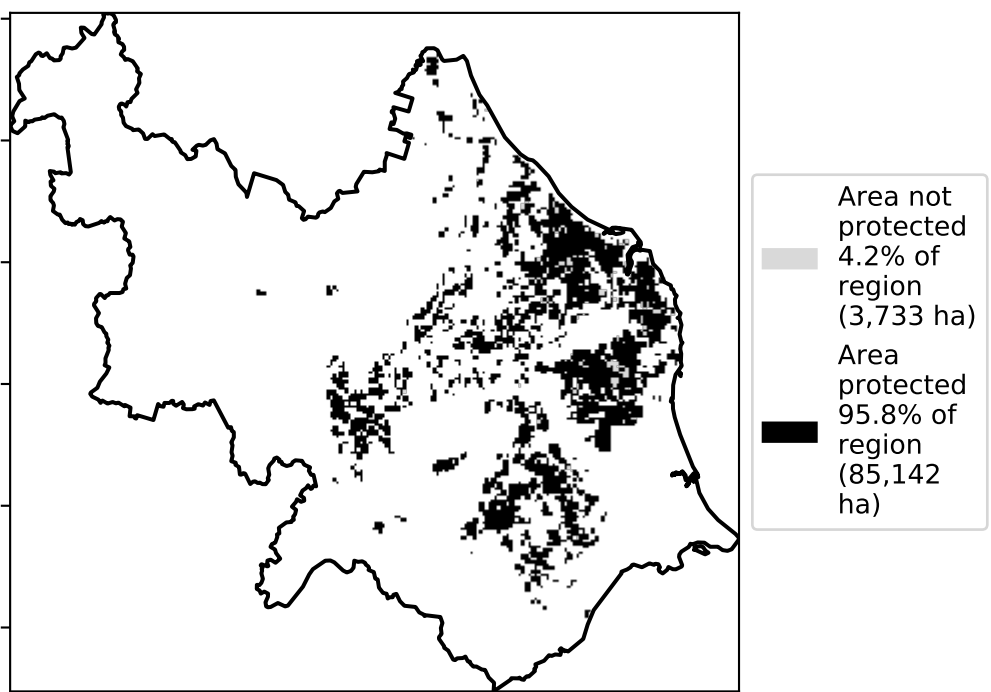 Area not
protected
4.2% of
region
(3,733 ha)
Area
protected
95.8% of
region
(85,142
ha)